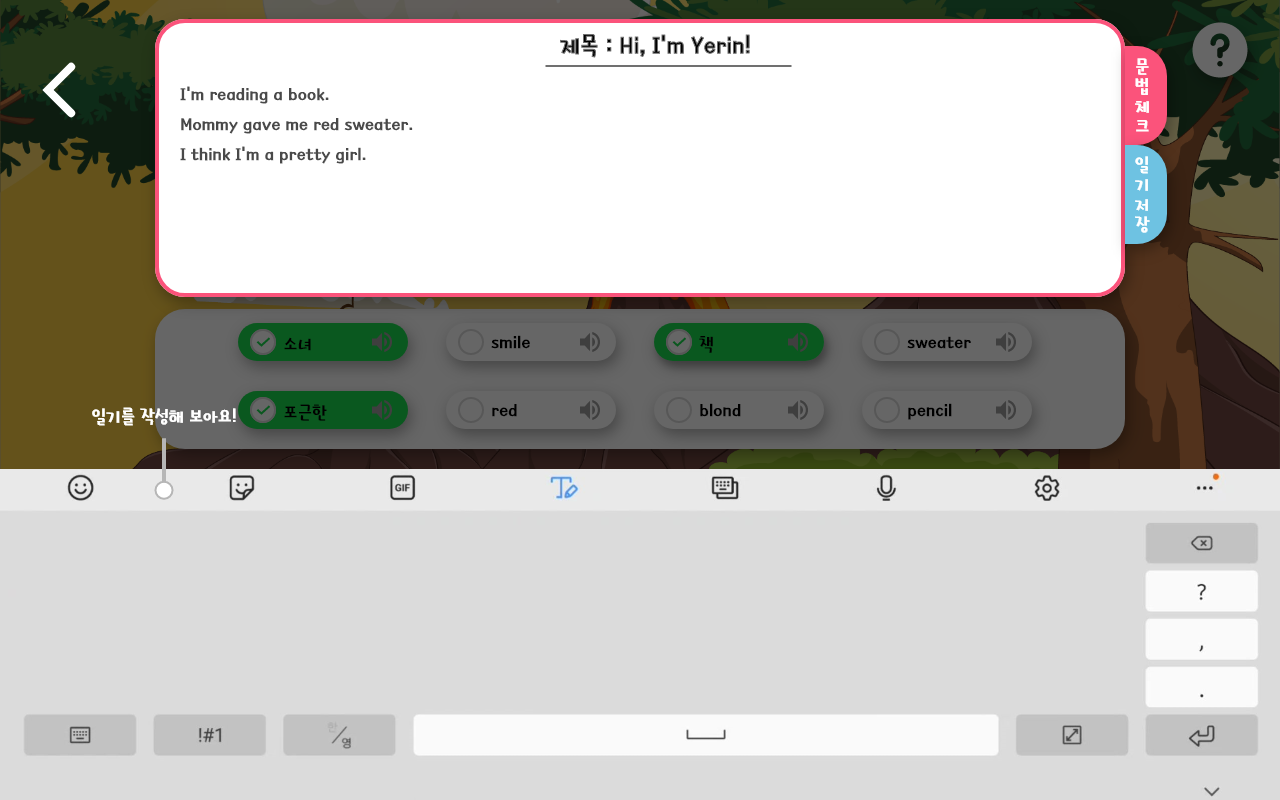 제목 : Hi, I'm Yerin!
I'm reading a book.
Mommy gave me red sweater.
I think I'm a pretty girl.
?
문법체크
일기저장
소녀
smile
책
sweater
포근한
red
blond
pencil
일기를 작성해 보아요!
GIF
?
,
.
!#1
한/영